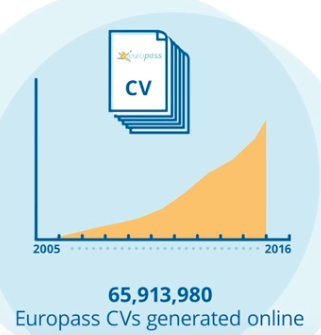 europass
CV
2005 2016
65,913,980
Europass CVs generated online